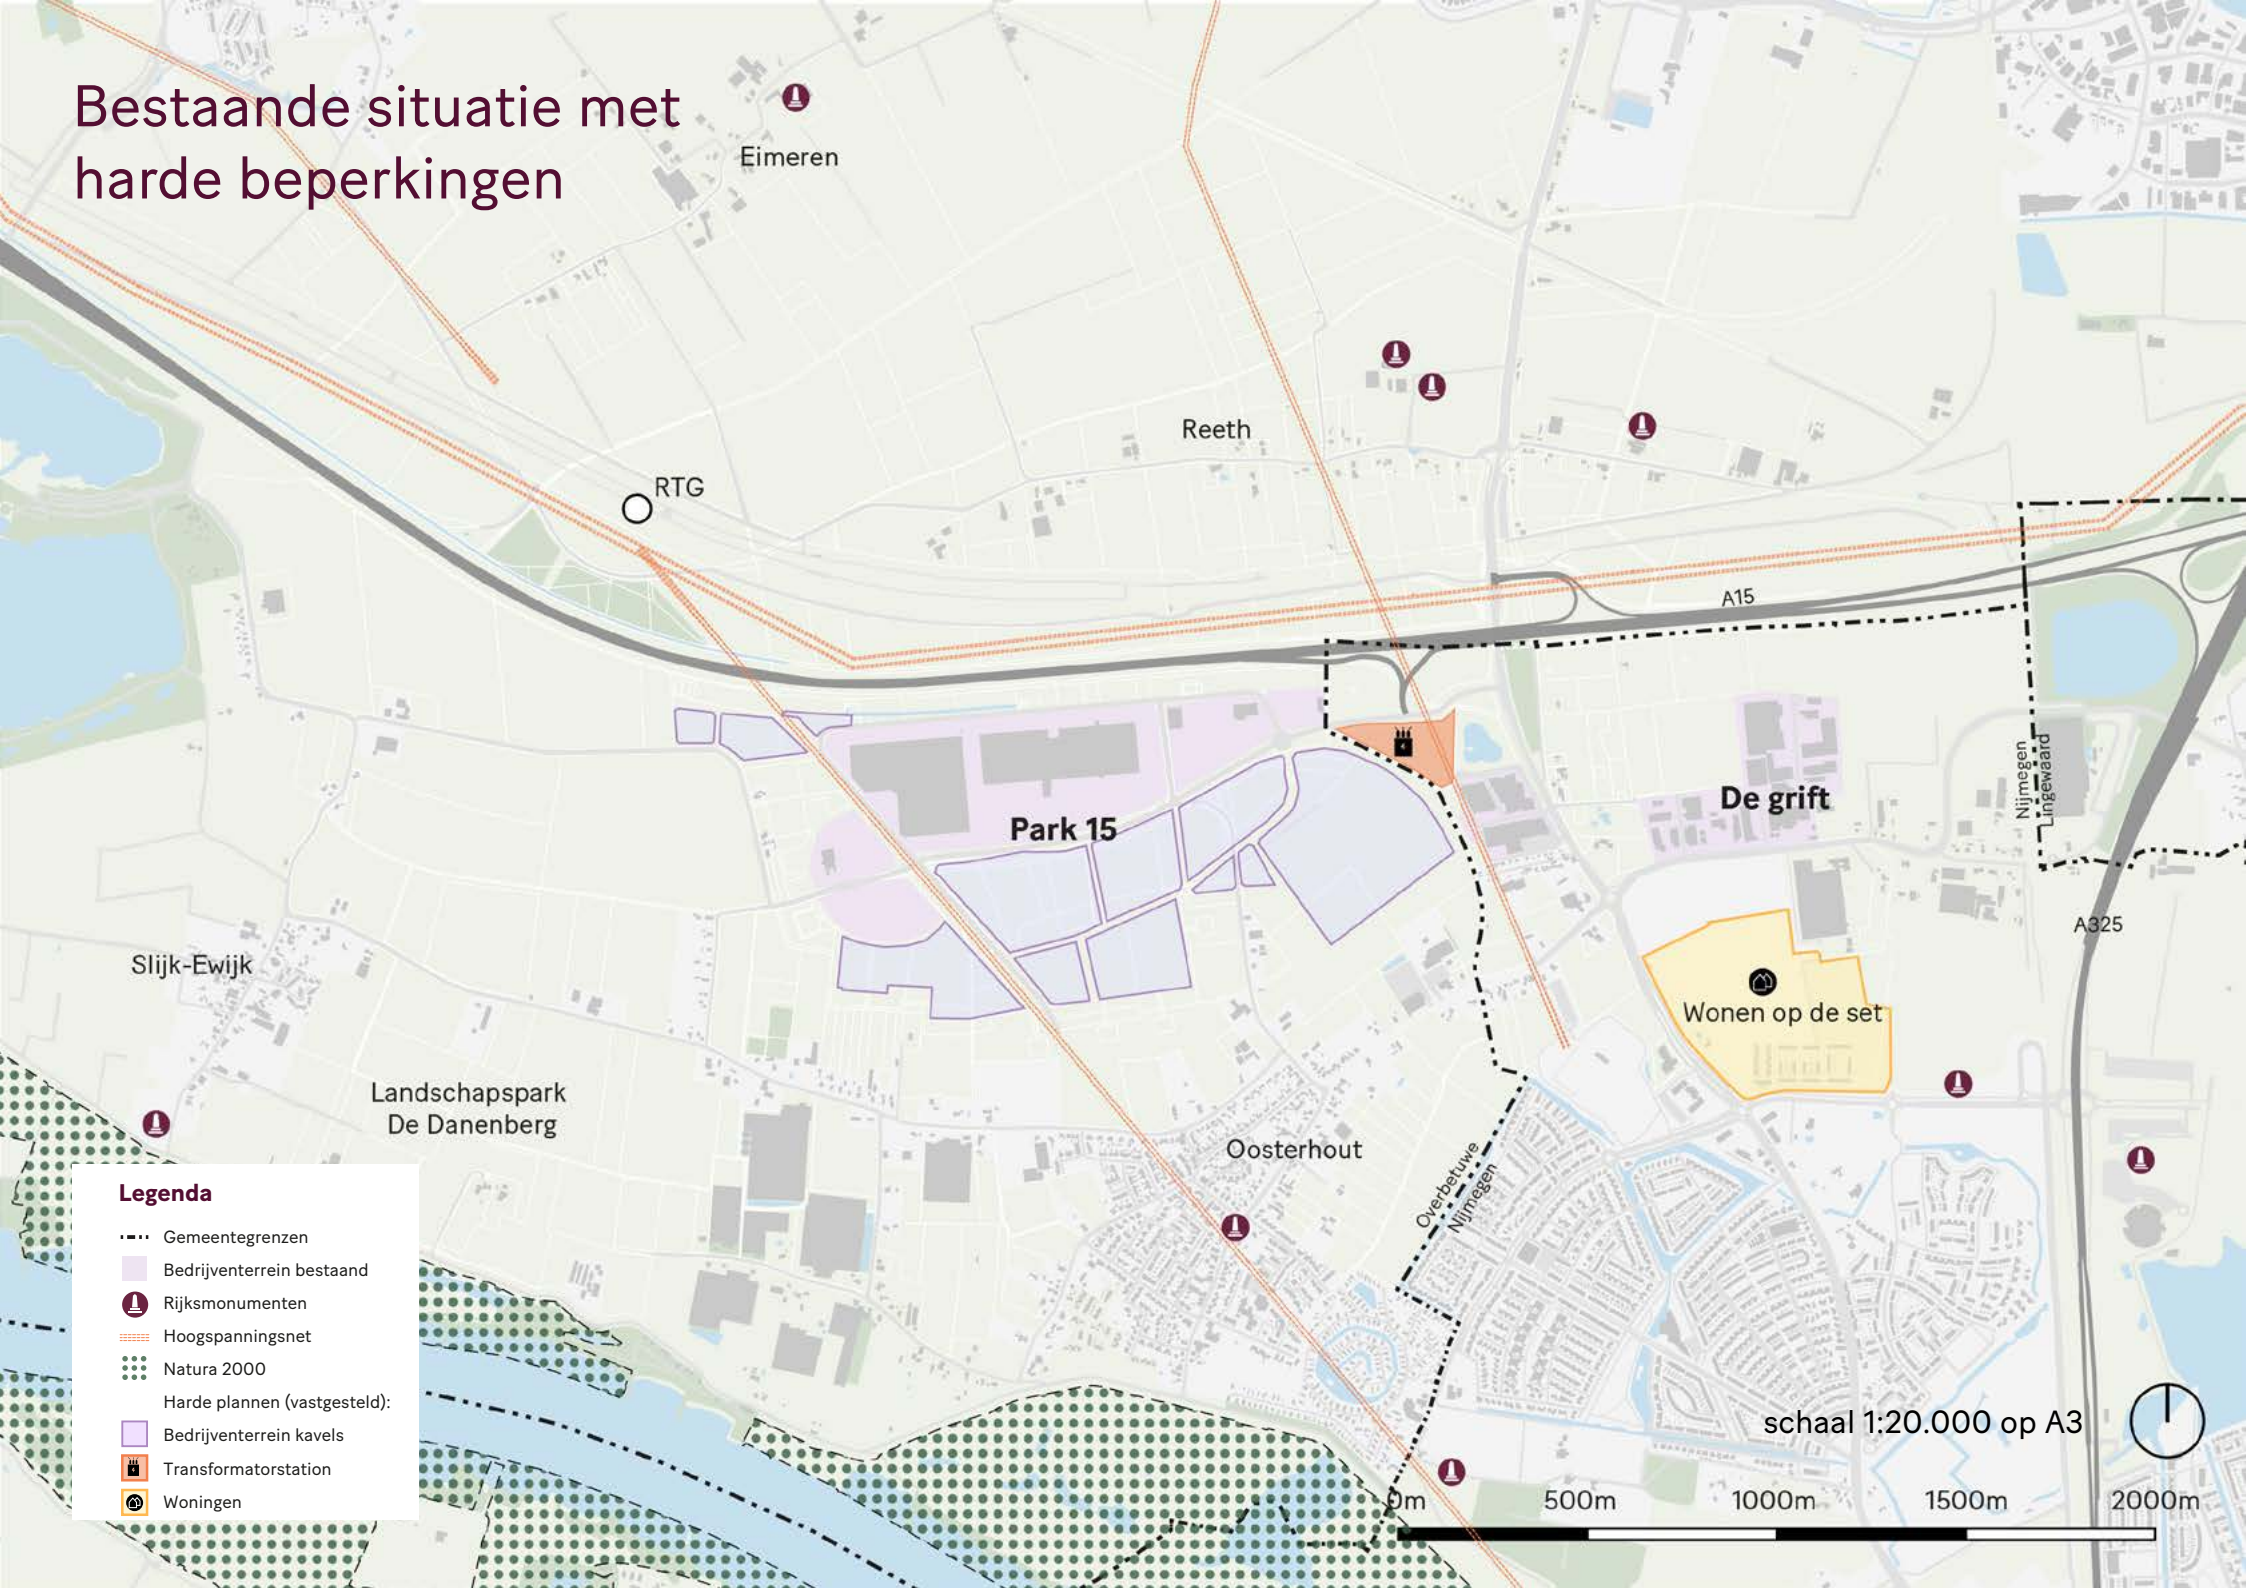 Bestaande situatie met
harde beperkingen
Eimeren
Reeth
RTG
A15
Park 15
De grift
Nijmegen
Lingewaard
A325
Slijk-Ewijk
Wonen op de set
Landschapspark
De Danenberg
Oosterhout
Overbetuwe
Nijmegen
Legenda
Gemeentegrenzen
Bedrijventerrein bestaand
Rijksmonumenten
Hoogspanningsnet
Natura 2000
Harde plannen (vastgesteld):
Bedrijventerrein kavels
Transformatorstation
Woningen
schaal 1:20.000 op A3
0m 500m 1000m 1500m 2000m